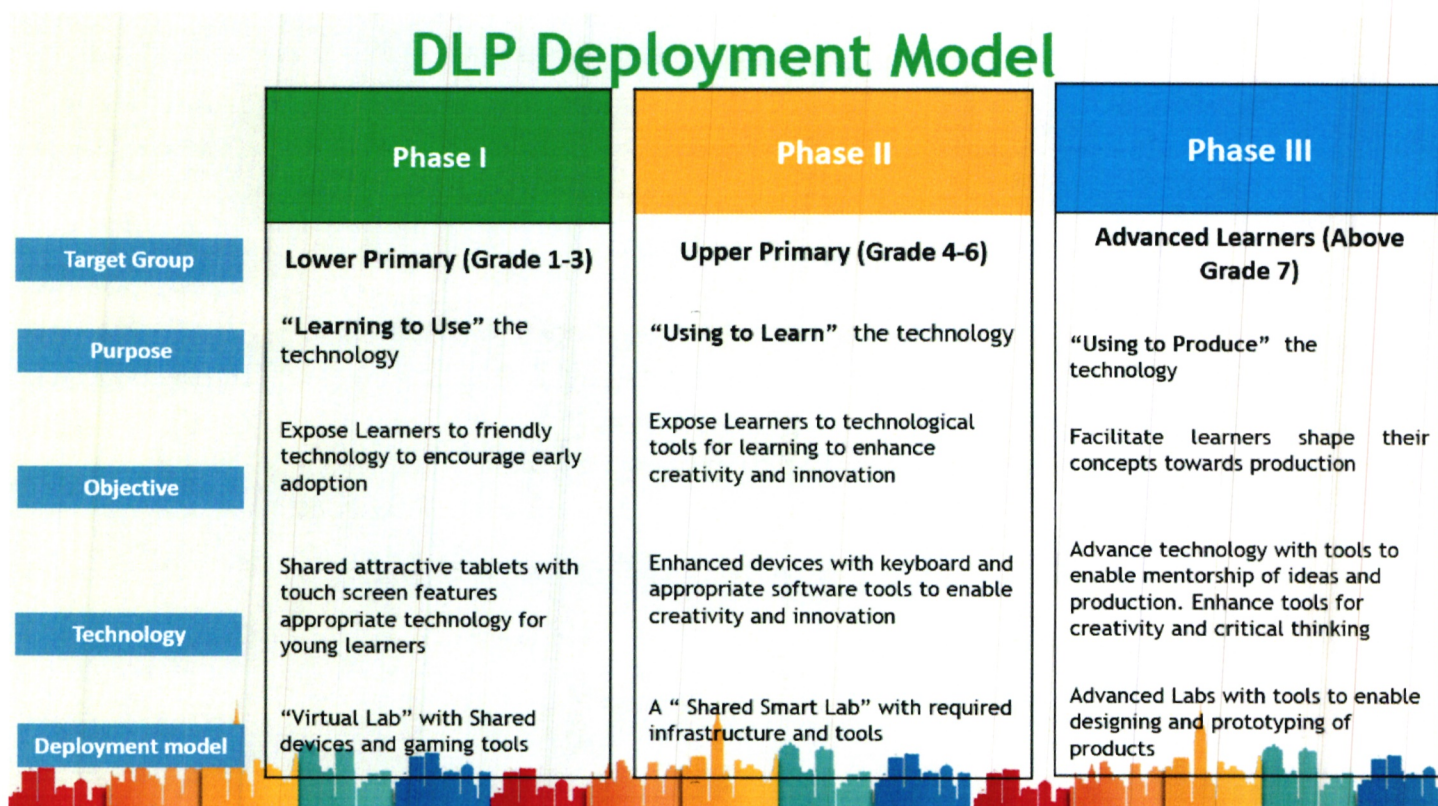 DLP Deployment Model
Phase I
Phase II
Phase III
Target Group
Lower Primary (Grade 1-3)
Upper Primary (Grade 4-6)
Advanced Learners (Above
Grade 7)
Purpose
“Learning to Use” the
technology
“Using to Learn” the technology
“Using to Produce” the
technology
Objective
Expose Learners to friendly
technology to encourage early
adoption
Expose Learners to technological
tools for learning to enhance
creativity and innovation
Facilitate learners shape their
concepts towards production
Technology
Shared attractive tablets with
touch screen features
appropriate technology for
young learners
Enhanced devices with keyboard and
appropriate software tools to enable
creativity and innovation
Advance technology with tools to
enable mentorship of ideas and
production. Enhance tools for
creativity and critical thinking
Deployment model
“Virtual Lab” with Shared
devices and gaming tools
A “ Shared Smart Lab” with required
infrastructure and tools
Advanced Labs with tools to enable
designing and prototyping of
products